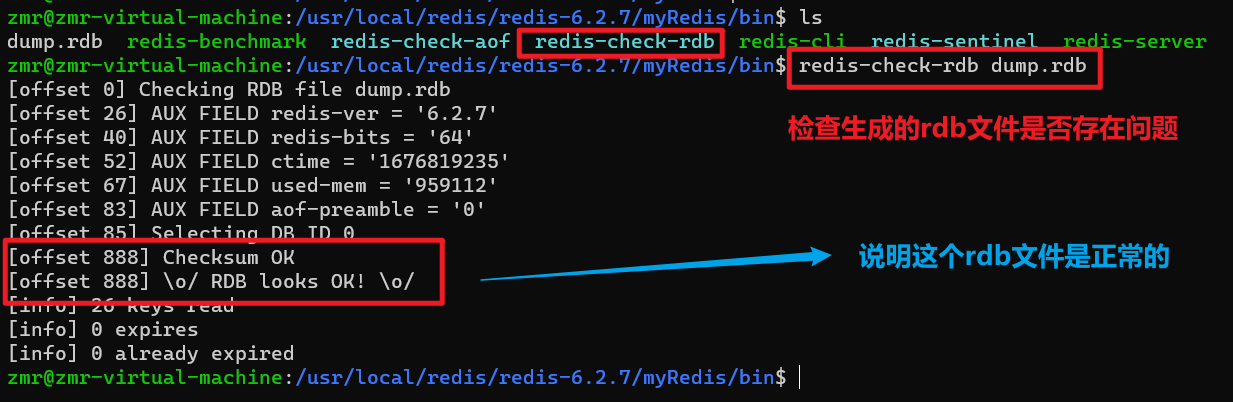 zmr@zmr-virtual-machine:/usr/local/redis/redis-6.2.7/myRedis/bin$ ls
dump.rdb redis-benchmark redis-check-aof redis-check-rdb redis-cli redis-sentinel redis-server
zmr@zmr-virtual-machine:/usr/local/redis/redis-6.2.7/myRedis/bin$ redis-check-rdb dump.rdb
[offset 0] Checking RDB file dump.rdb
[offset 26] AUX FIELD redis-ver = '6.2.7'
[offset 40] AUX FIELD redis-bits = '64'
检查生成的rdb文件是否存在问题
[offset 52] AUX FIELD ctime = '1676819235'
[offset 67] AUX FIELD used-mem = '959112'
[offset 83] AUX FIELD aof-preamble = '0'
[offset 85] Selecting DB ID 0
[offset 888] Checksum OK
说明这个rdb文件是正常的
[offset 888] \o/ RDB looks OK! \o/
[info] 26 keys read
[info] 0 expires
[info] 0 already expired
zmr@zmr-virtual-machine:/usr/local/redis/redis-6.2.7/myRedis/bin$